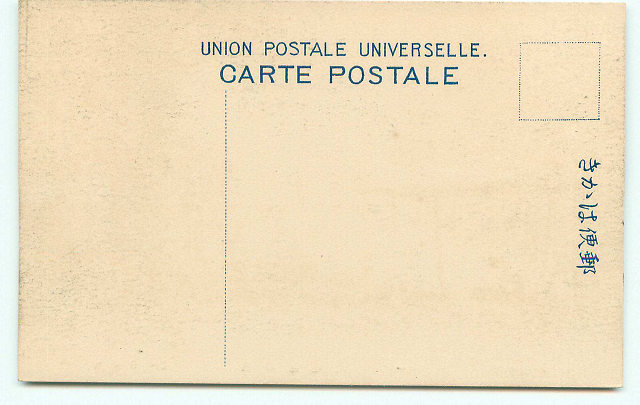 UNION POSTALE UNIVERSELLE.
CARTE POSTALE
郵便はかき